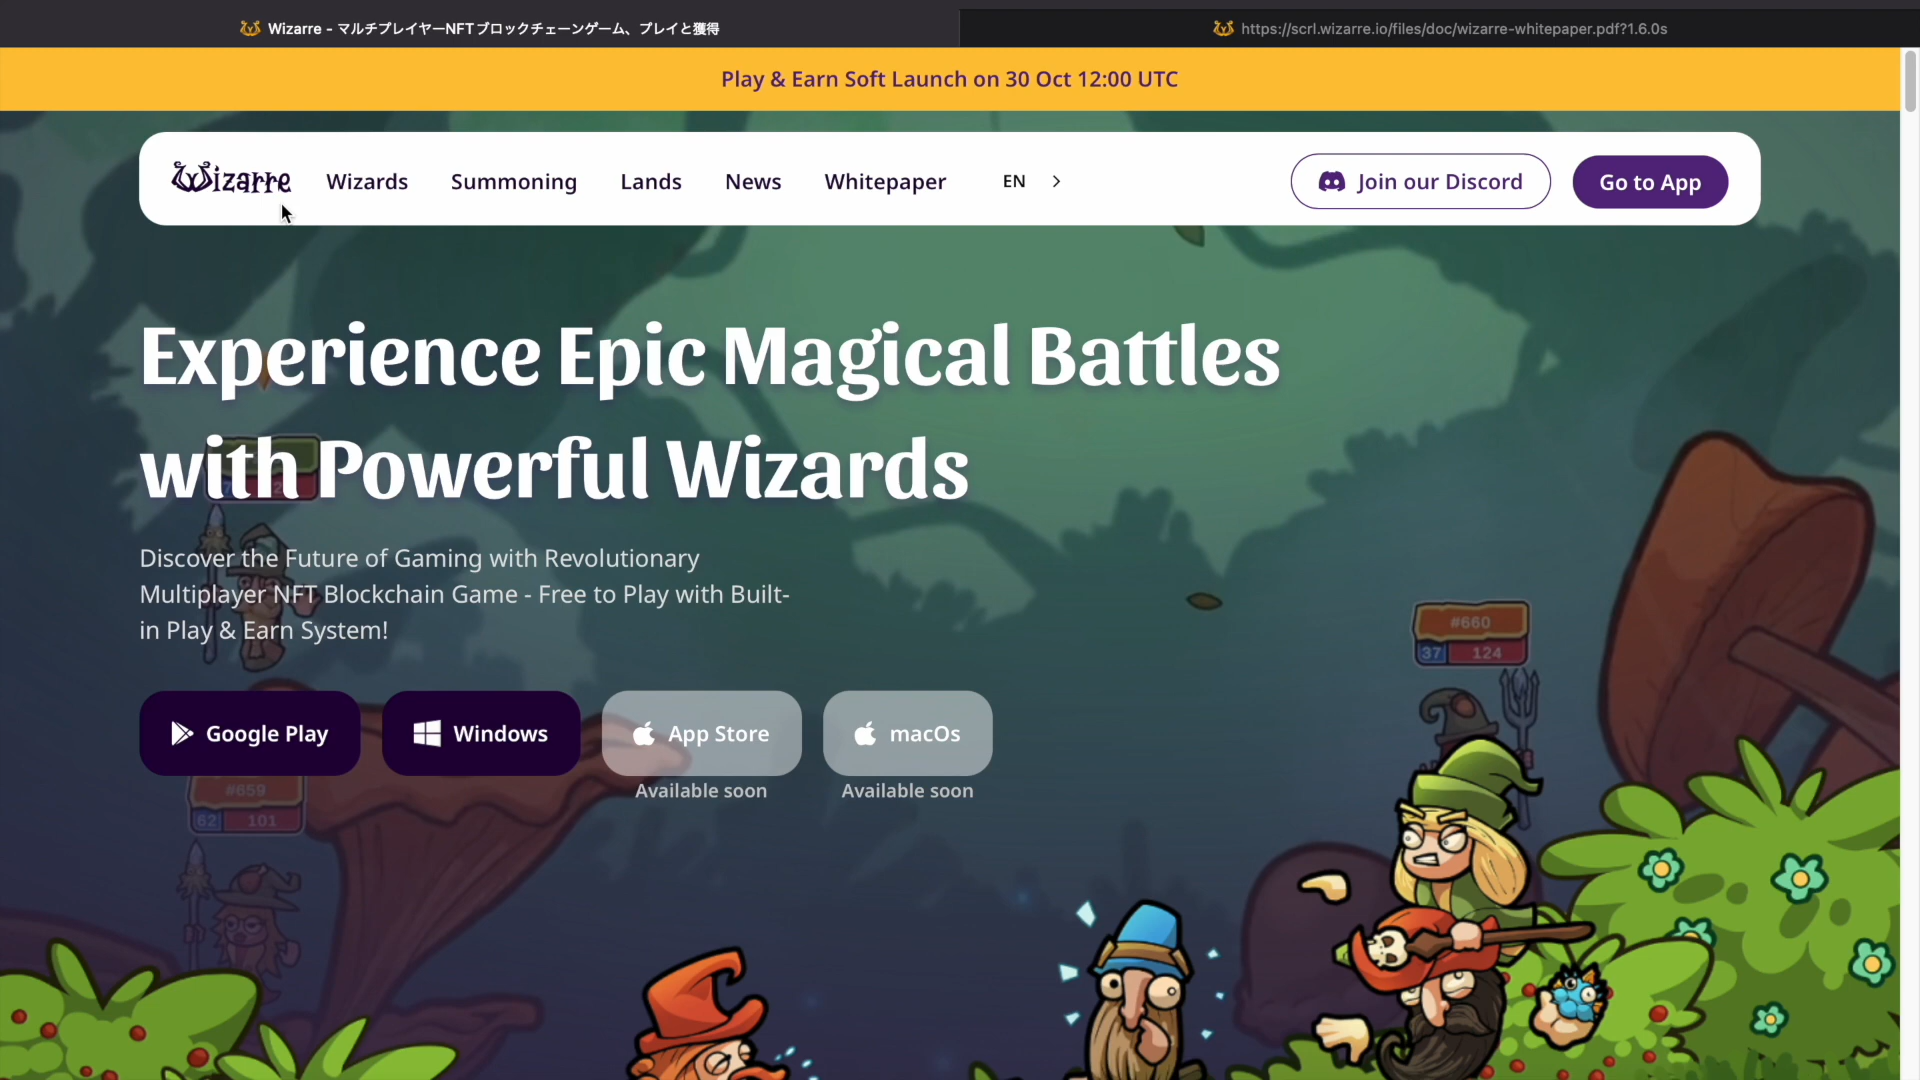 Wizarre - マルチプレイヤーNFTブロックチェーンゲーム、プレイと獲得
https://scrl.wizarre.io/files/doc/wizarre-whitepaper.pdf?1.6.0s
Play & Earn Soft Launch on 30 Oct 12:00 UTC
Wizarre
Wizards
Summoning
Lands
News
Whitepaper
EN
Join our Discord
Go to App
Experience Epic Magical Battles
with Powerful Wizards
Discover the Future of Gaming with Revolutionary
Multiplayer NFT Blockchain Game - Free to Play with Built-
in Play & Earn System!
#660
37 124
Google Play
Windows
App Store
macOs
Available soon
Available soon
#659
62 101